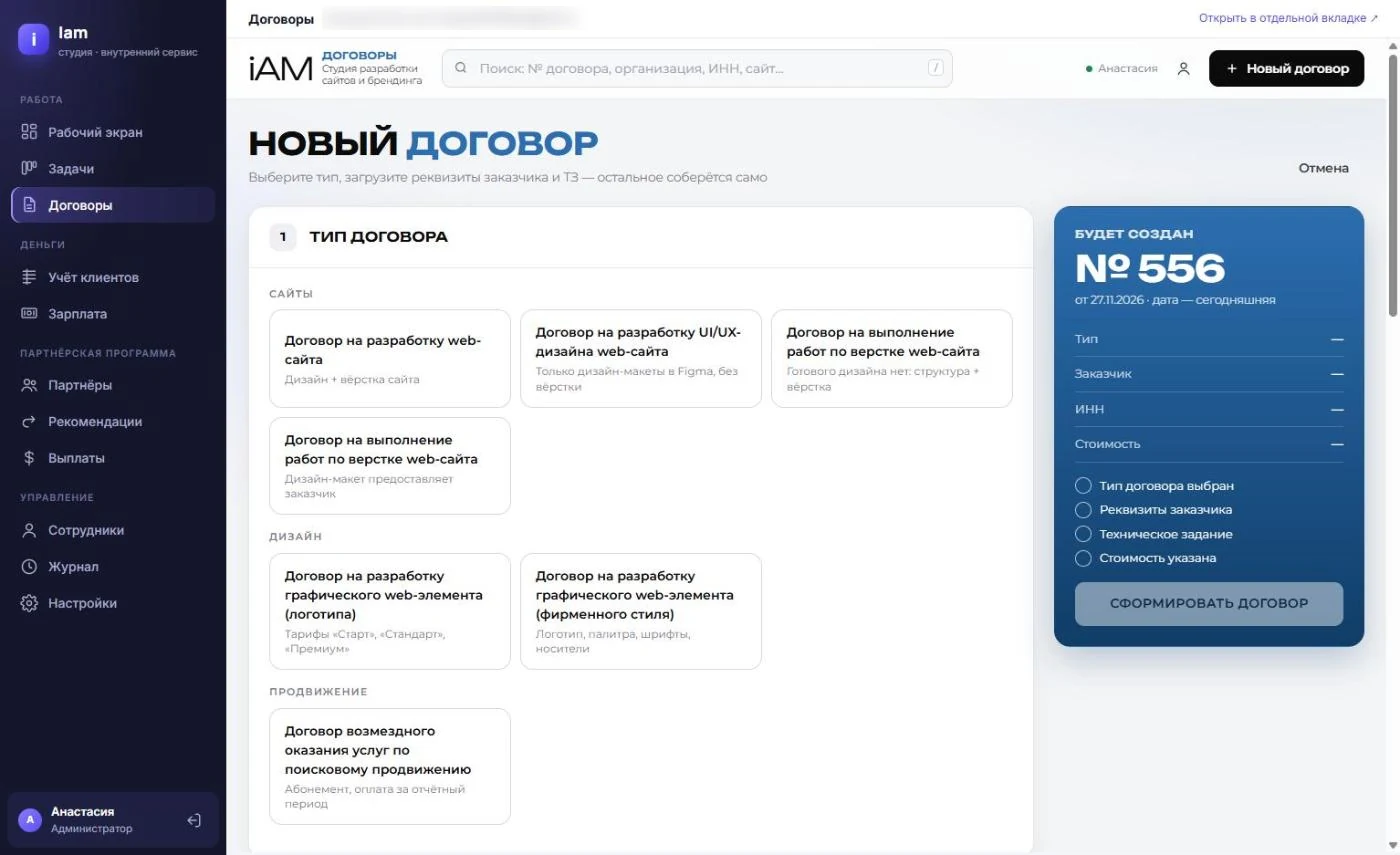 i
Iam
студия · внутренний сервис
РАБОТА
Рабочий экран
Задачи
Договоры
ДЕНЬГИ
Учёт клиентов
Зарплата
ПАРТНЁРСКАЯ ПРОГРАММА
Партнёры
Рекомендации
Выплаты
УПРАВЛЕНИЕ
Сотрудники
Журнал
Настройки
А
Анастасия
Администратор
Договоры
Открыть в отдельной вкладке ↗
iAM
ДОГОВОРЫ
Студия разработки
сайтов и брендинга
Поиск: № договора, организация, ИНН, сайт...
/
Анастасия
+ Новый договор
НОВЫЙ ДОГОВОР
Выберите тип, загрузите реквизиты заказчика и ТЗ — остальное соберётся само
Отмена
1 ТИП ДОГОВОРА
САЙТЫ
Договор на разработку web-
сайта
Дизайн + вёрстка сайта
Договор на разработку UI/UX-
дизайна web-сайта
Только дизайн-макеты в Figma, без
вёрстки
Договор на выполнение
работ по верстке web-сайта
Готового дизайна нет: структура +
вёрстка
Договор на выполнение
работ по верстке web-сайта
Дизайн-макет предоставляет
заказчик
ДИЗАЙН
Договор на разработку
графического web-элемента
(логотипа)
Тарифы «Старт», «Стандарт»,
«Премиум»
Договор на разработку
графического web-элемента
(фирменного стиля)
Логотип, палитра, шрифты,
носители
ПРОДВИЖЕНИЕ
Договор возмездного
оказания услуг по
поисковому продвижению
Абонемент, оплата за отчётный
период
БУДЕТ СОЗДАН
№ 556
от 27.11.2026 · дата — сегодняшняя
Тип —
Заказчик —
ИНН —
Стоимость —
Тип договора выбран
Реквизиты заказчика
Техническое задание
Стоимость указана
СФОРМИРОВАТЬ ДОГОВОР